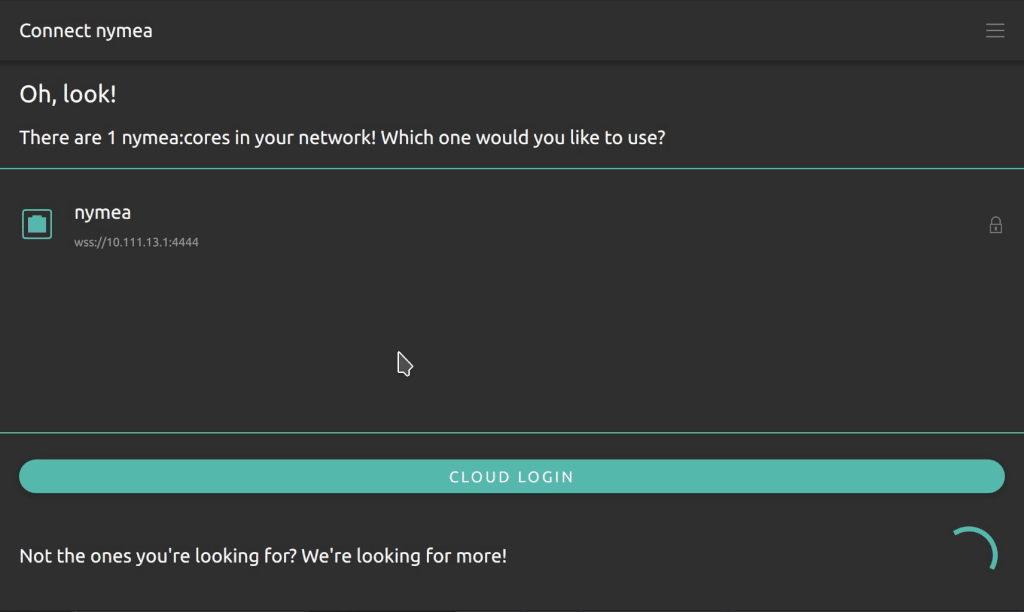 Connect nymea
Oh, look!
There are 1 nymea:cores in your network! Which one would you like to use?
nymea
wss://10.111.13.1:4444
CLOUD LOGIN
Not the ones you're looking for? We're looking for more!